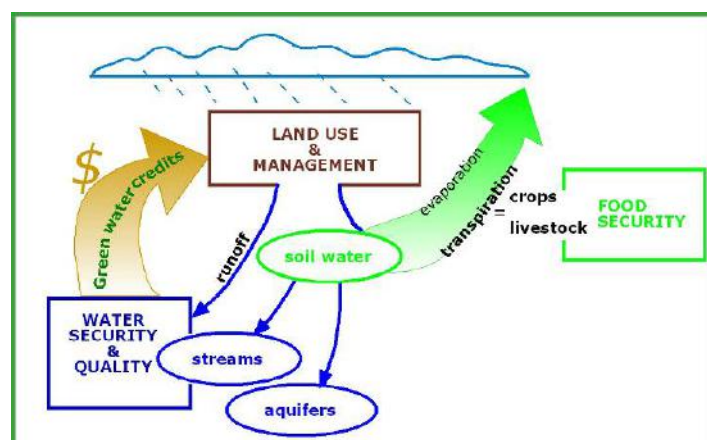 LAND USE
&
MANAGEMENT
$
Green water credits
evaporation
transpiration
=
crops
livestock
FOOD
SECURITY
runoff
soil water
WATER
SECURITY
&
QUALITY
streams
aquifers